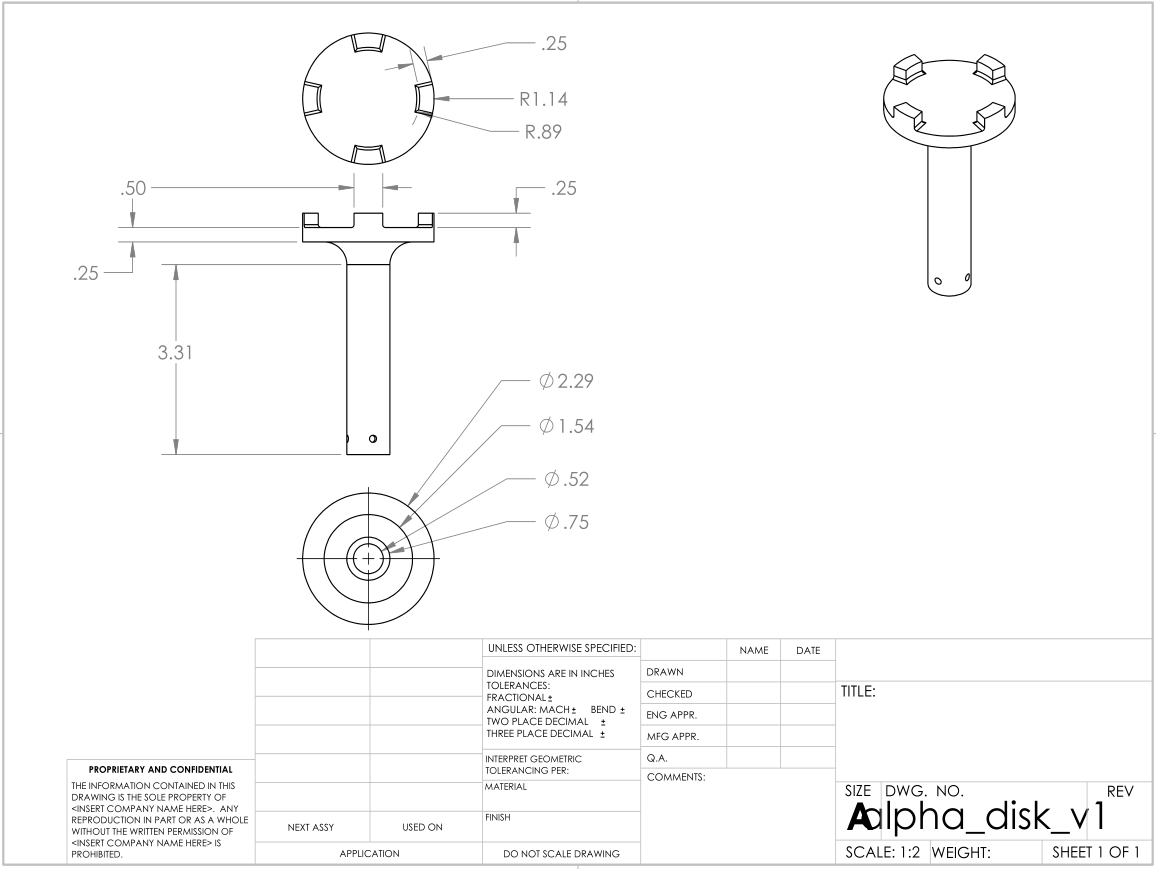 .25
R1.14
R.89
.50
.25
.25
3.31
∅2.29
∅1.54
∅.52
∅.75
PROPRIETARY AND CONFIDENTIAL
THE INFORMATION CONTAINED IN THIS
DRAWING IS THE SOLE PROPERTY OF
<INSERT COMPANY NAME HERE>. ANY
REPRODUCTION IN PART OR AS A WHOLE
WITHOUT THE WRITTEN PERMISSION OF
<INSERT COMPANY NAME HERE> IS
PROHIBITED.
NEXT ASSY
USED ON
APPLICATION
UNLESS OTHERWISE SPECIFIED:
DIMENSIONS ARE IN INCHES
TOLERANCES:
FRACTIONAL ±
ANGULAR: MACH ± BEND ±
TWO PLACE DECIMAL ±
THREE PLACE DECIMAL ±
INTERPRET GEOMETRIC
TOLERANCING PER:
MATERIAL
FINISH
DO NOT SCALE DRAWING
NAME
DATE
DRAWN
CHECKED
ENG APPR.
MFG APPR.
Q.A.
COMMENTS:
TITLE:
SIZE
DWG. NO.
REV
A
alpha_disk_v1
SCALE: 1:2
WEIGHT:
SHEET 1 OF 1